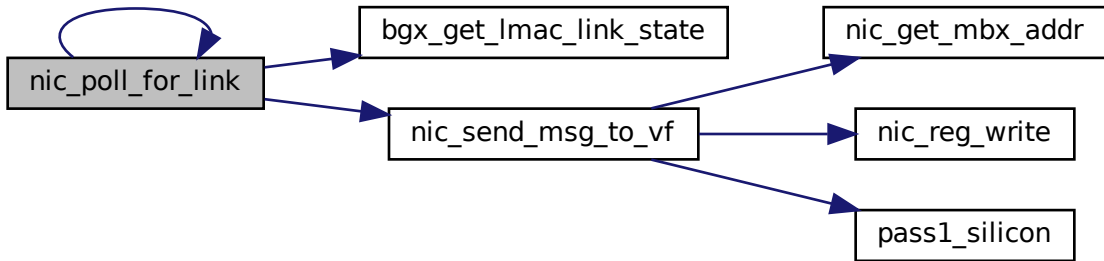 nic_poll_for_link
bgx_get_lmac_link_state
nic_send_msg_to_vf
nic_get_mbx_addr
nic_reg_write
pass1_silicon